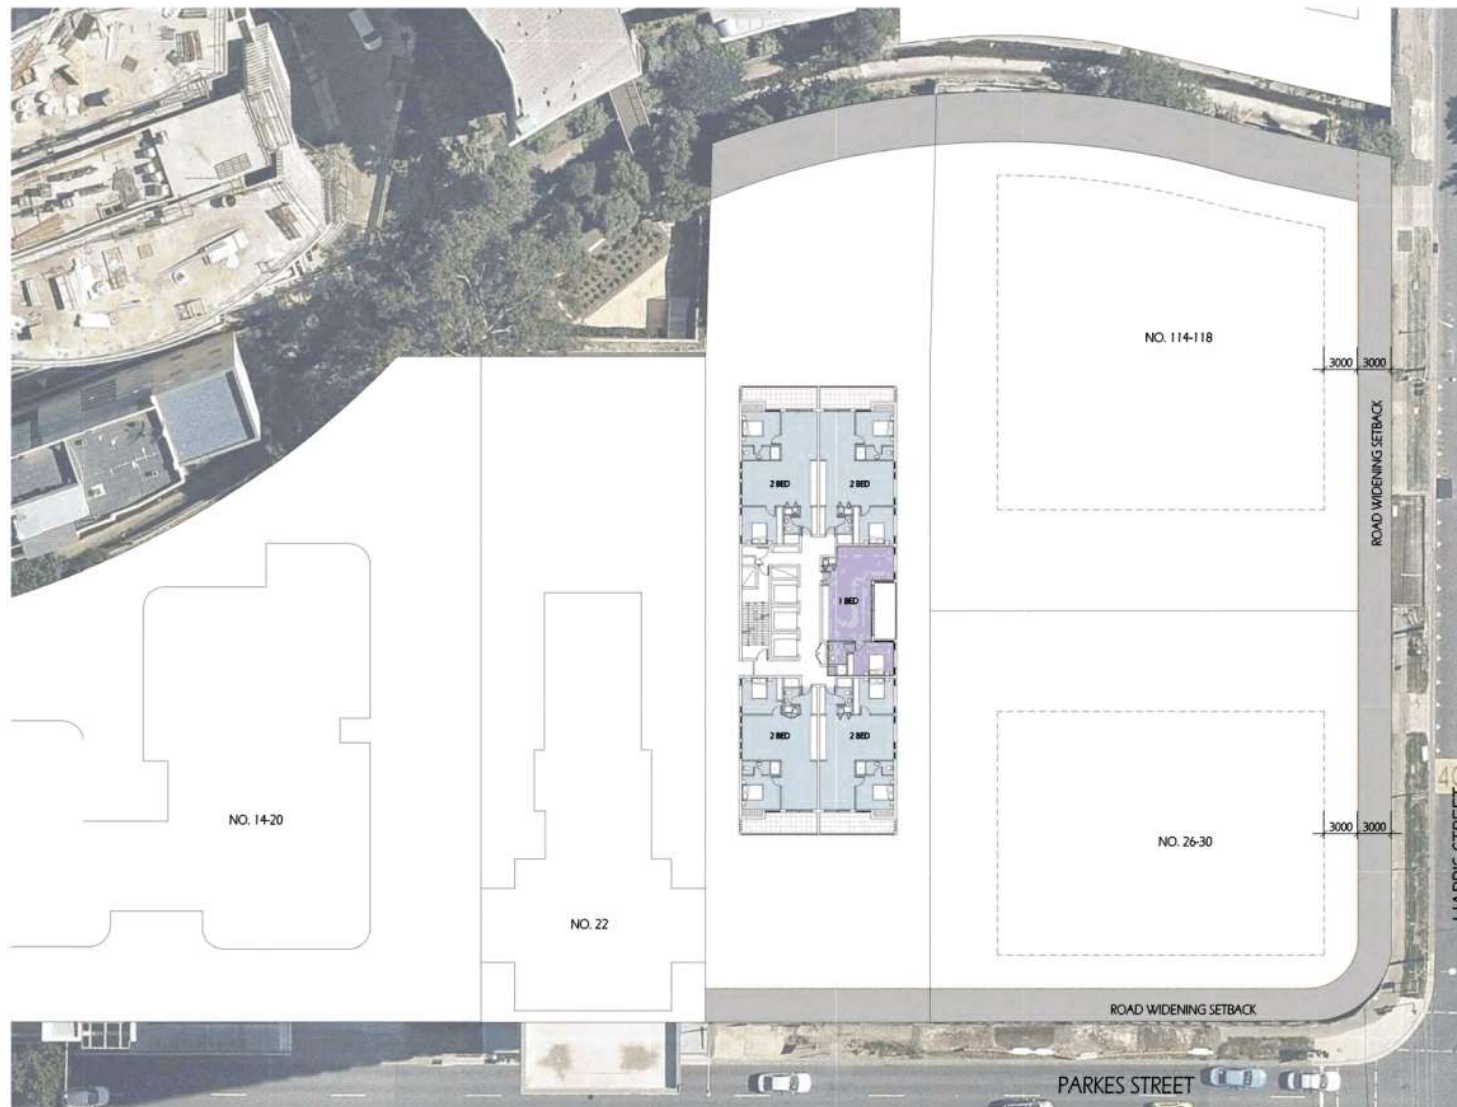 NO. 114-118
3000 3000
ROAD WIDENING SETBACK
2 BED 2 BED
1 BED
2 BED 2 BED
NO. 14-20
3000 3000
NO. 26-30
NO. 22
ROAD WIDENING SETBACK
PARKES STREET